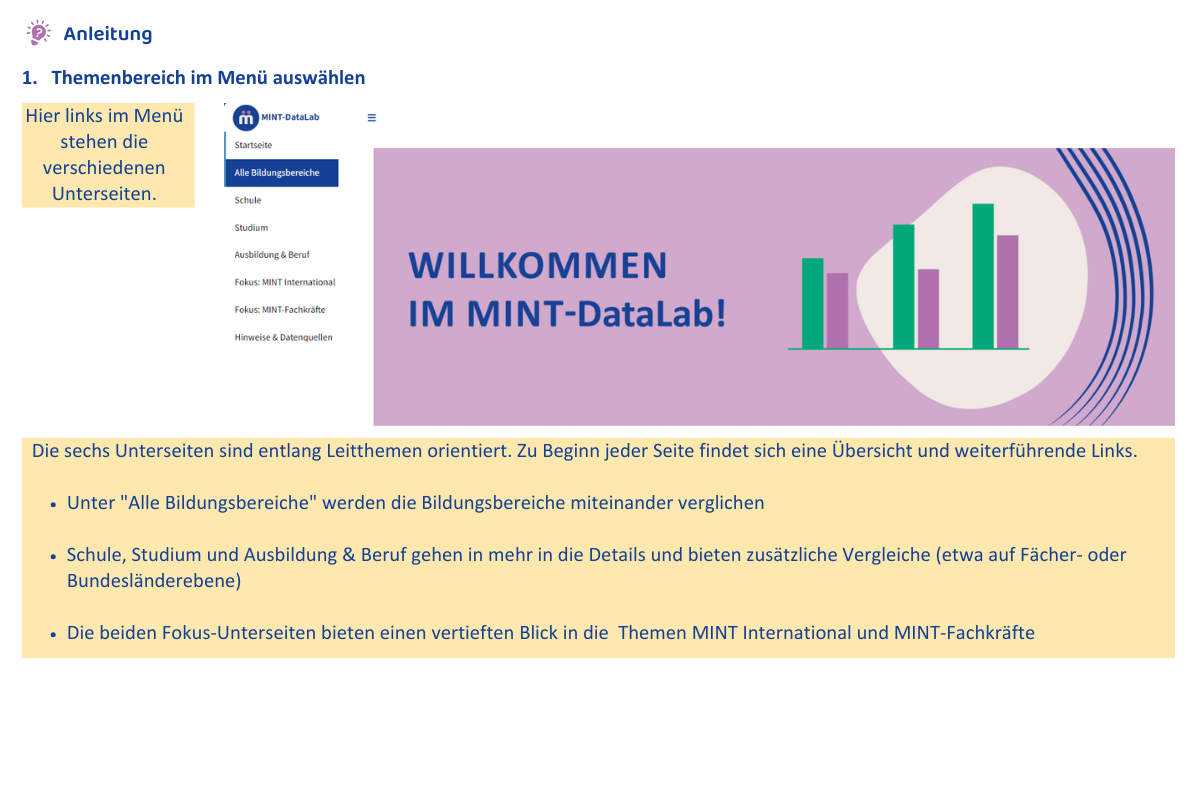 Anleitung
1. Themenbereich im Menü auswählen
Hier links im Menü
stehen die
verschiedenen
Unterseiten.
MINT-DataLab
Startseite
Alle Bildungsbereiche
Schule
Studium
Ausbildung & Beruf
Fokus: MINT International
Fokus: MINT-Fachkräfte
Hinweise & Datenquellen
WILLKOMMEN
IM MINT-DataLab!
Die sechs Unterseiten sind entlang Leitthemen orientiert. Zu Beginn jeder Seite findet sich eine Übersicht und weiterführende Links.
• Unter "Alle Bildungsbereiche" werden die Bildungsbereiche miteinander verglichen
• Schule, Studium und Ausbildung & Beruf gehen in mehr in die Details und bieten zusätzliche Vergleiche (etwa auf Fächer- oder
Bundesländerebene)
• Die beiden Fokus-Unterseiten bieten einen vertieften Blick in die  Themen MINT International und MINT-Fachkräfte